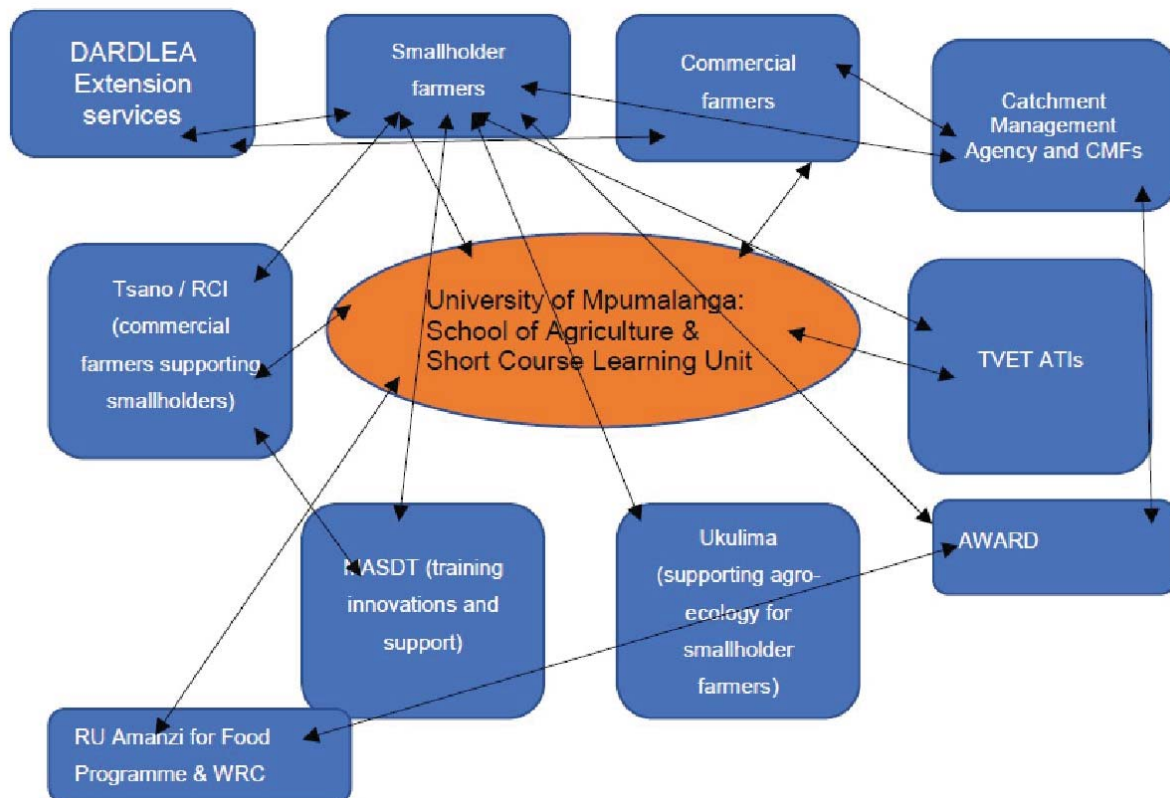 DARDLEA
Extension
services
Smallholder
farmers
Commercial
farmers
Catchment
Management
Agency and CMFs
Tsano / RCI
(commercial
farmers supporting
smallholders)
University of Mpumalanga:
School of Agriculture &
Short Course Learning Unit
TVET ATIs
MASDT (training
innovations and
support)
Ukulima
(supporting agro-
ecology for
smallholder
farmers)
AWARD
RU Amanzi for Food
Programme & WRC